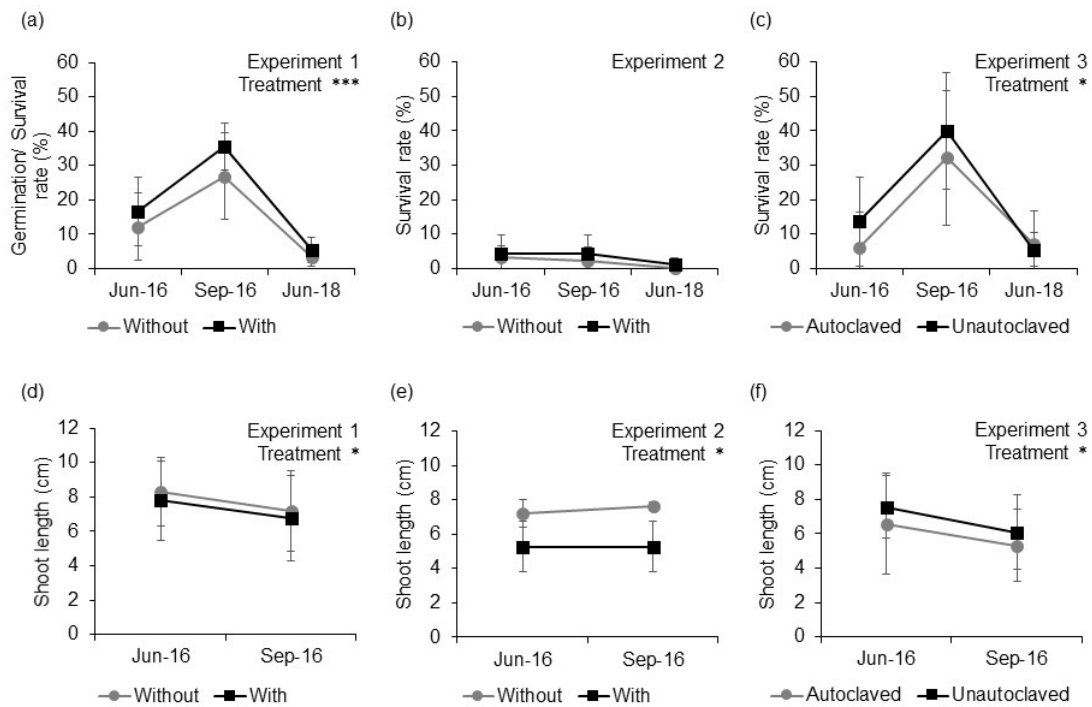 (a)
Experiment 1
Treatment ***
Germination/ Survival
rate (%)
60
50
40
30
20
10
0
Jun-16 Sep-16 Jun-18
Without With
(b)
Experiment 2
Survival rate (%)
60
50
40
30
20
10
0
Jun-16 Sep-16 Jun-18
Without With
(c)
Experiment 3
Treatment *
Survival rate (%)
60
50
40
30
20
10
0
Jun-16 Sep-16 Jun-18
Autoclaved Unautoclaved
(d)
Experiment 1
Treatment *
Shoot length (cm)
12
10
8
6
4
2
0
Jun-16 Sep-16
Without With
(e)
Experiment 2
Treatment *
Shoot length (cm)
12
10
8
6
4
2
0
Jun-16 Sep-16
Without With
(f)
Experiment 3
Treatment *
Shoot length (cm)
12
10
8
6
4
2
0
Jun-16 Sep-16
Autoclaved Unautoclaved